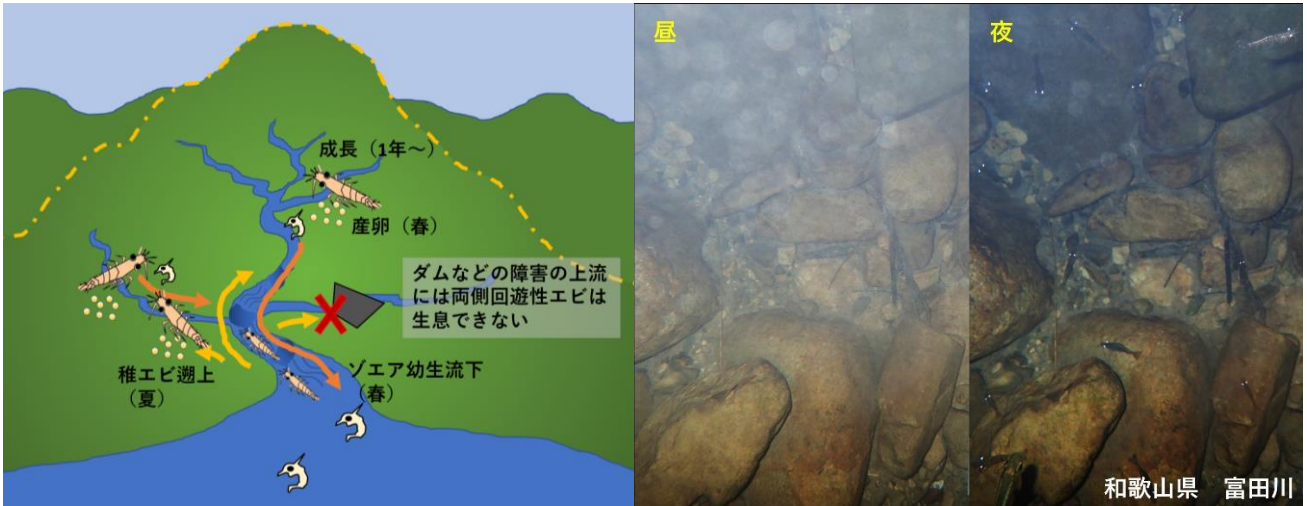 成長（1年～）
産卵（春）
ダムなどの障害の上流
には両側回遊性エビは
生息できない
稚エビ遡上
（夏）
ゾエア幼生流下
（春）
昼
夜
和歌山県　富田川